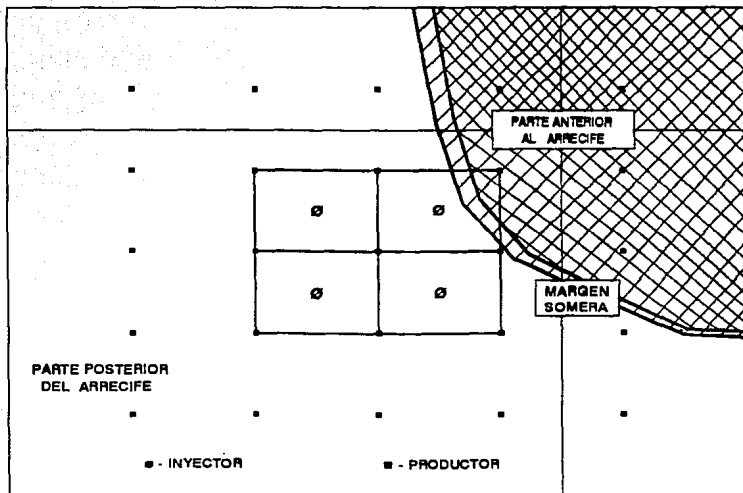 PARTE ANTERIOR
AL ARRECIFE
MARGEN
SOMERA
PARTE POSTERIOR
DEL ARRECIFE
- INYECTOR
- PRODUCTOR